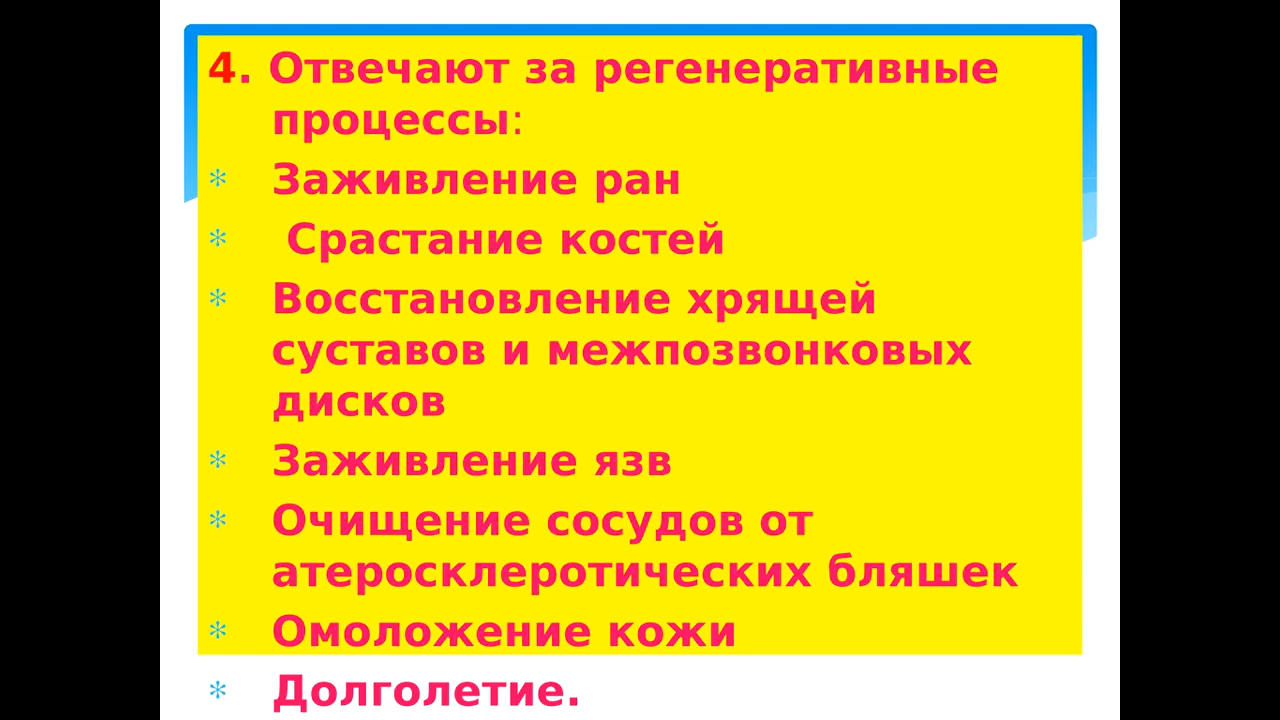 4. Отвечают за регенеративные
процессы:
* Заживление ран
* Срастание костей
* Восстановление хрящей
суставов и межпозвонковых
дисков
* Заживление язв
* Очищение сосудов от
атеросклеротических бляшек
* Омоложение кожи
* Долголетие.